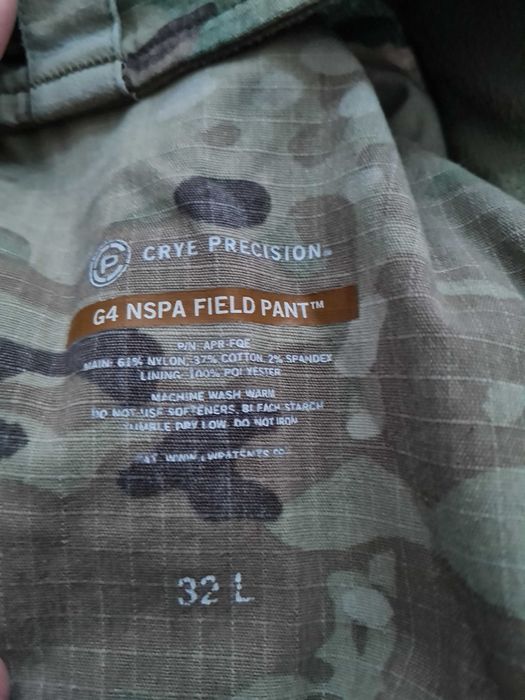 CRYE PRECISION
G4 NSPA FIELD PANT™
P/N APR-FQE
MAIN: 61% NYLON, 37% COTTON, 2% SPANDEX
LINING: 100% POLYESTER
MACHINE WASH WARM
DO NOT USE SOFTENERS, BLEACH, STARCH
TUMBLE DRY LOW, DO NOT IRON
32 L